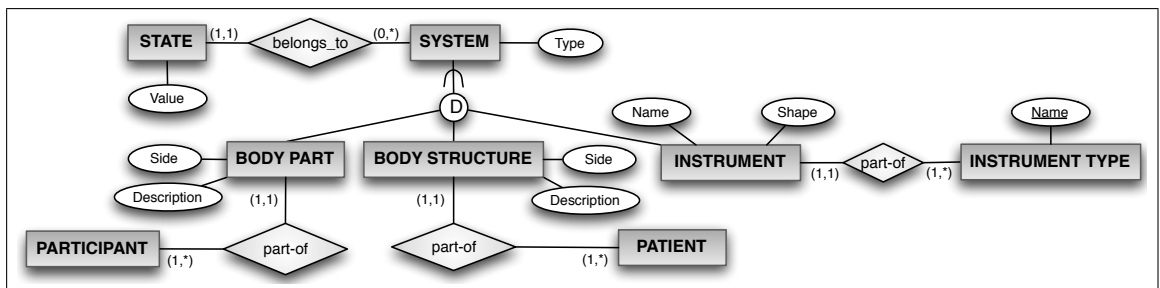 STATE (1,1) belongs_to (0,*) SYSTEM Type
Value
D
Name Shape Name
Side BODY PART BODY STRUCTURE Side INSTRUMENT (1,1) part-of (1,*) INSTRUMENT TYPE
Description (1,1) (1,1) Description
PARTICIPANT (1,*) part-of part-of (1,*) PATIENT